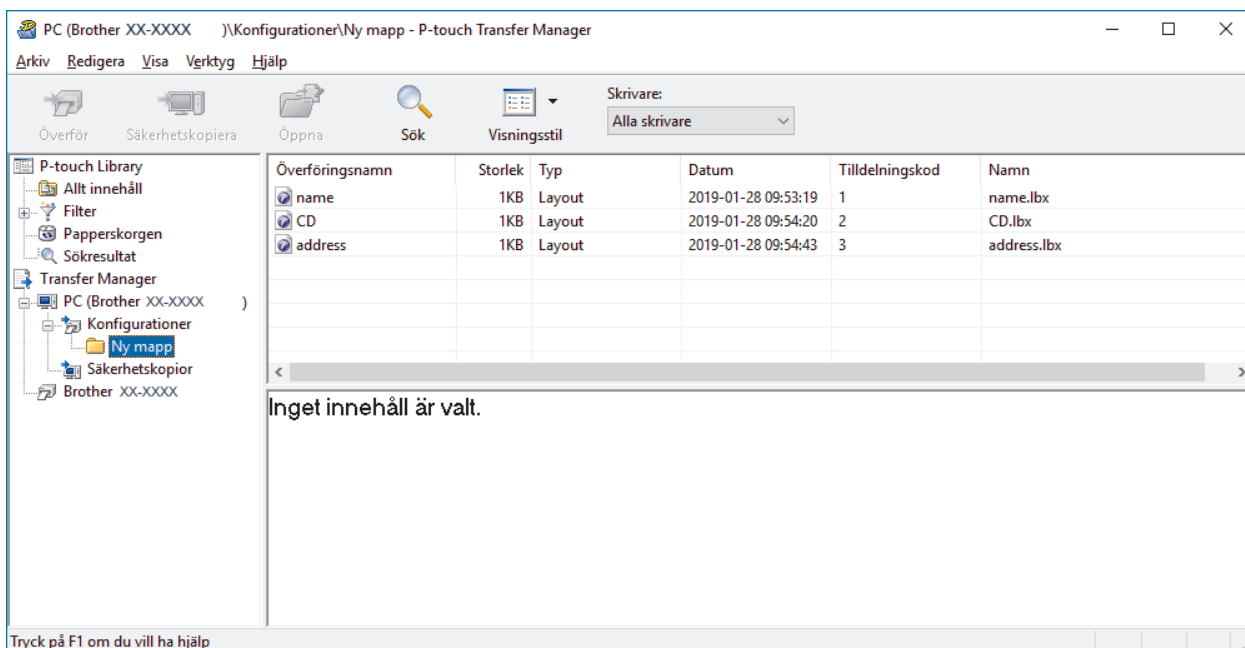 PC (Brother XX-XXXX )\Konfigurationer\Ny mapp - P-touch Transfer Manager
Arkiv Redigera Visa Verktyg Hjälp
Överför Säkerhetskopiera Öppna Sök Visningsstil
Skrivare:
Alla skrivare
P-touch Library
Allt innehåll
Filter
Papperskorgen
Sökresultat
Transfer Manager
PC (Brother XX-XXXX )
Konfigurationer
Ny mapp
Säkerhetskopior
Brother XX-XXXX
Överföringsnamn Storlek Typ Datum Tilldelningskod Namn
name 1KB Layout 2019-01-28 09:53:19 1 name.lbx
CD 1KB Layout 2019-01-28 09:54:20 2 CD.lbx
address 1KB Layout 2019-01-28 09:54:43 3 address.lbx
Inget innehåll är valt.
Tryck på F1 om du vill ha hjälp